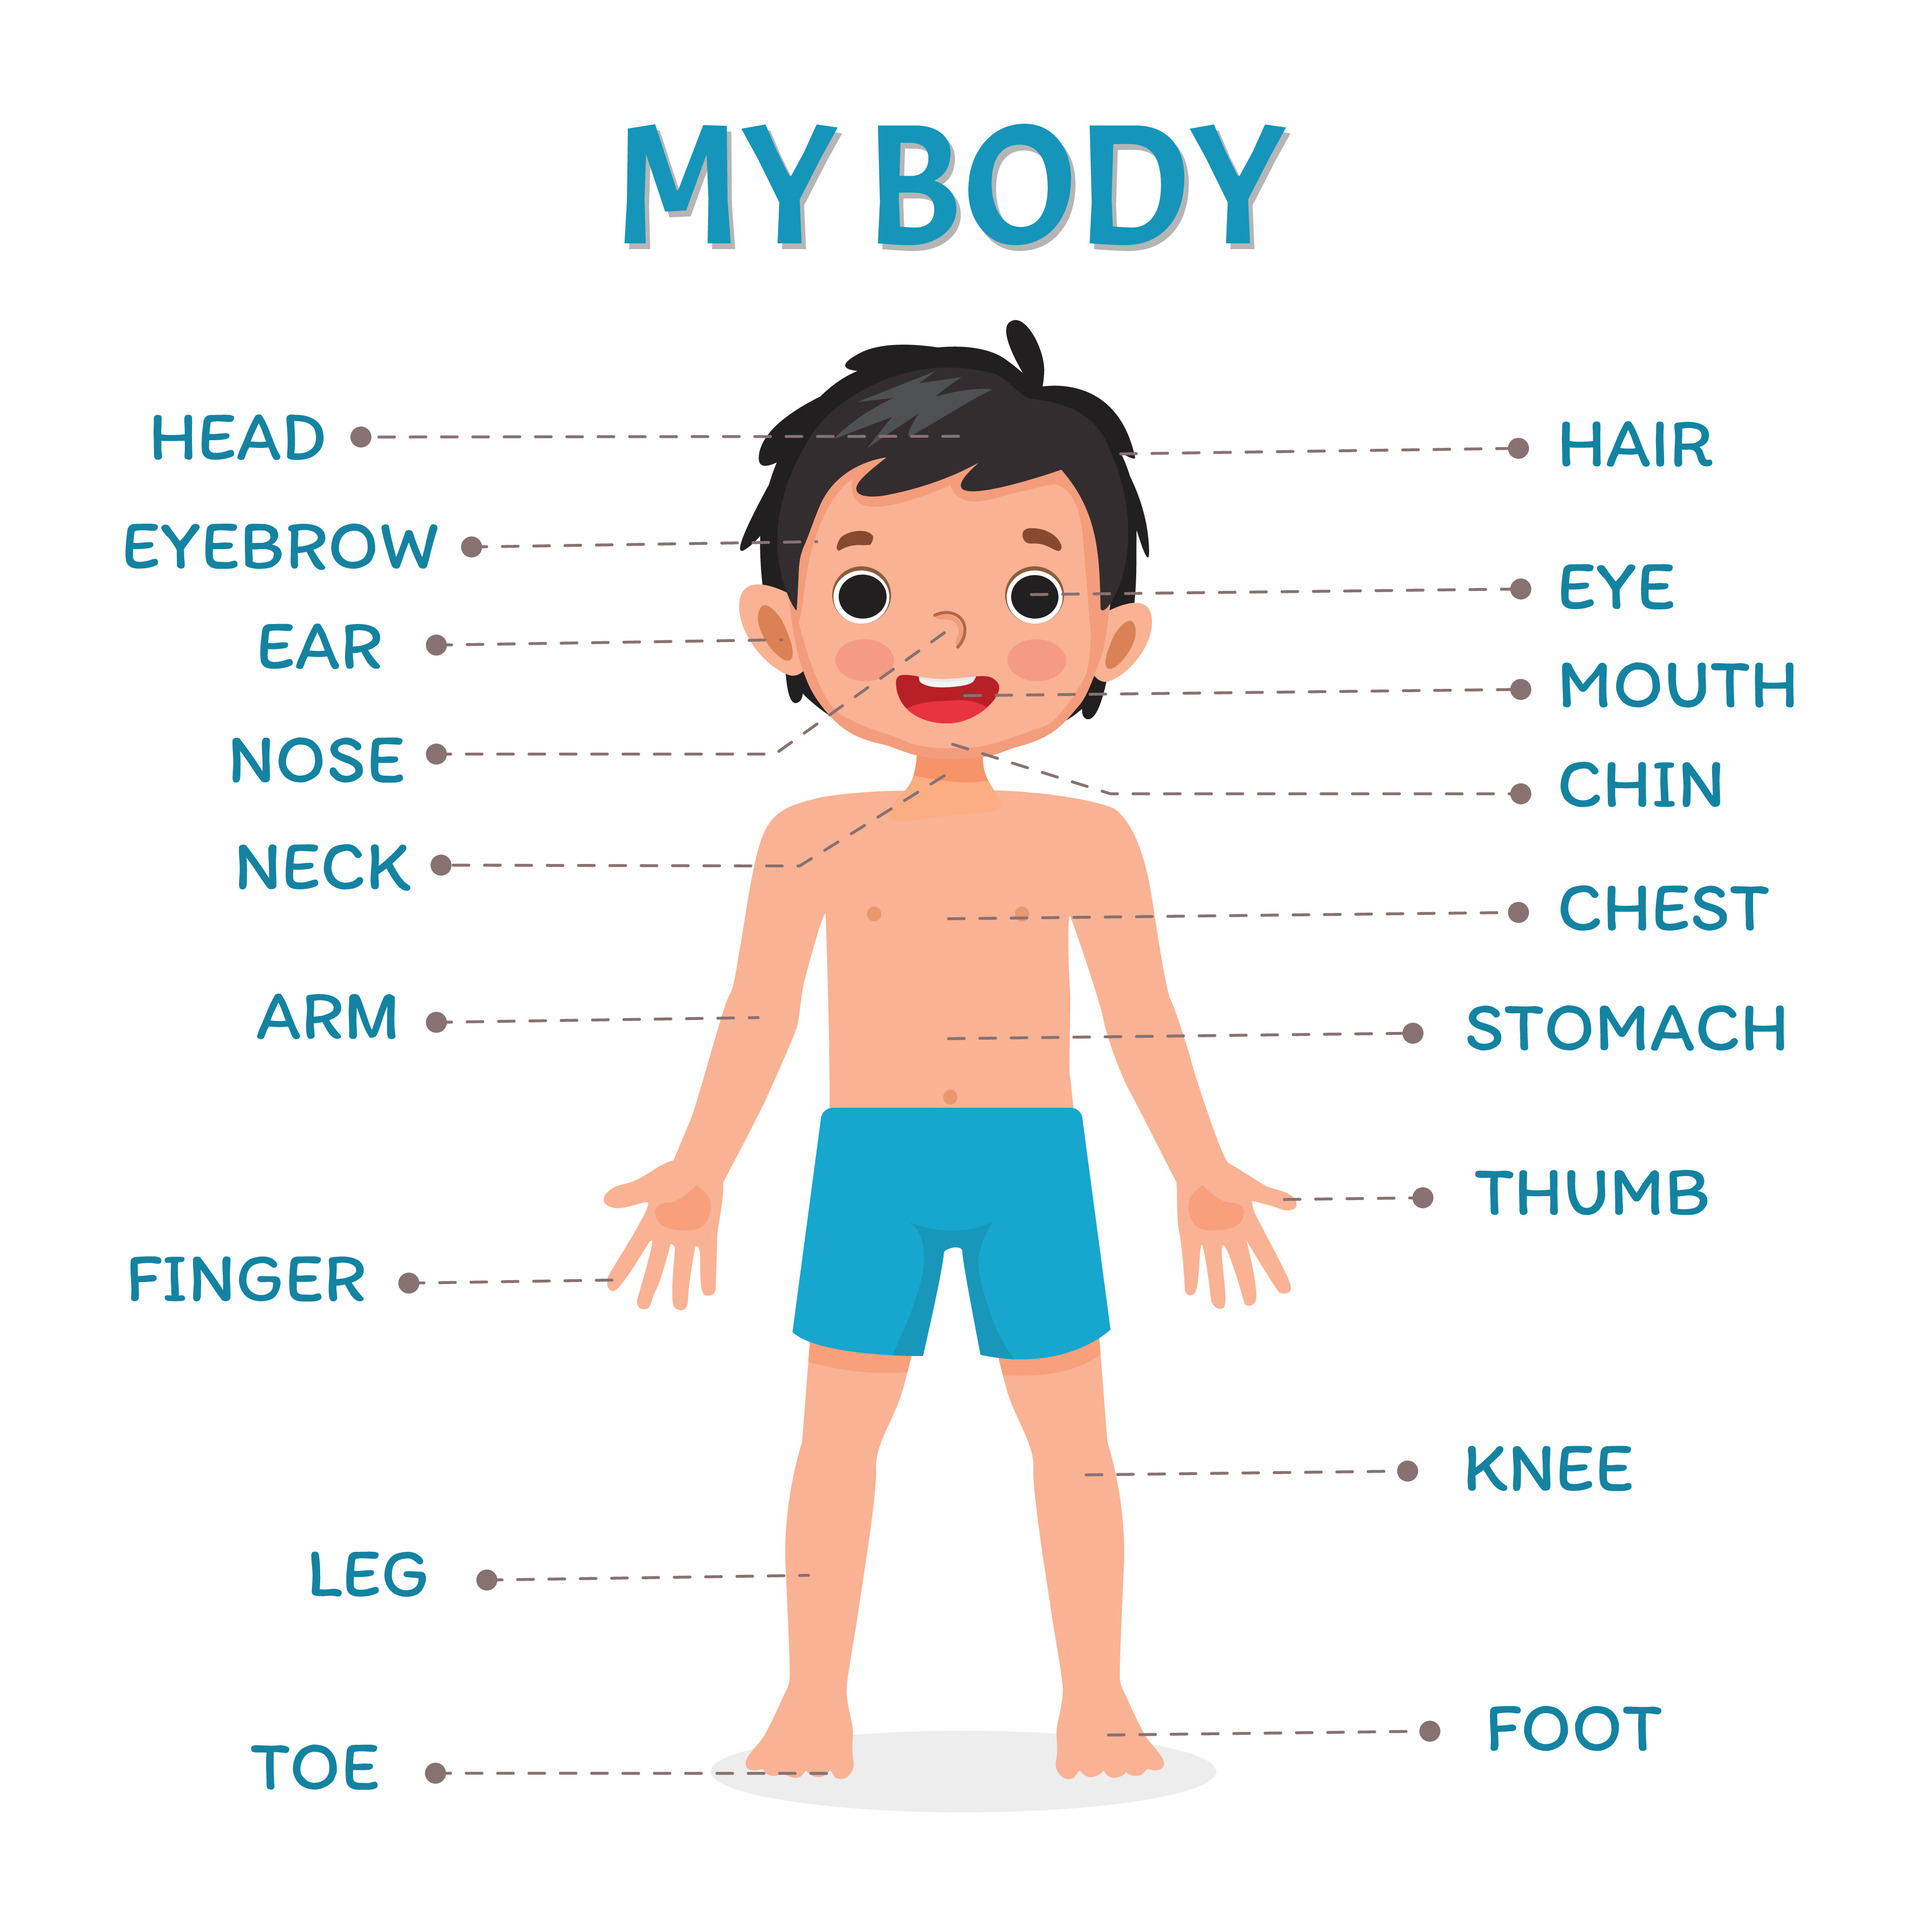 MY BODY
HEAD
HAIR
EYEBROW
EYE
EAR
MOUTH
NOSE
CHIN
NECK
CHEST
ARM
STOMACH
THUMB
FINGER
KNEE
LEG
FOOT
TOE